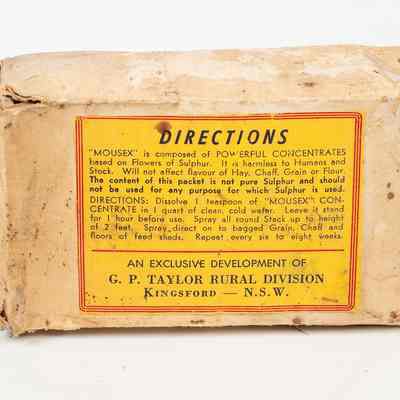 DIRECTIONS
"MOUSEX" is composed of POWERFUL CONCENTRATES
based on Flowers of Sulphur. It is harmless to Humans and
Stock. Will not affect flavour of Hay, Chaff, Grain or Flour.
The content of this packet is not pure Sulphur and should
not be used for any purpose for which Sulphur is used.
DIRECTIONS: Dissolve 1 teaspoon of "MOUSEX" CON-
CENTRATE in 1 quart of clean, cold water. Leave it stand
for 1 hour before use. Spray all round Stack up to height
of 2 feet. Spray direct on to bagged Grain, Chaff and
floors of feed sheds. Repeat every six to eight weeks.
AN EXCLUSIVE DEVELOPMENT OF
G. P. TAYLOR RURAL DIVISION
KINGSFORD — N.S.W.